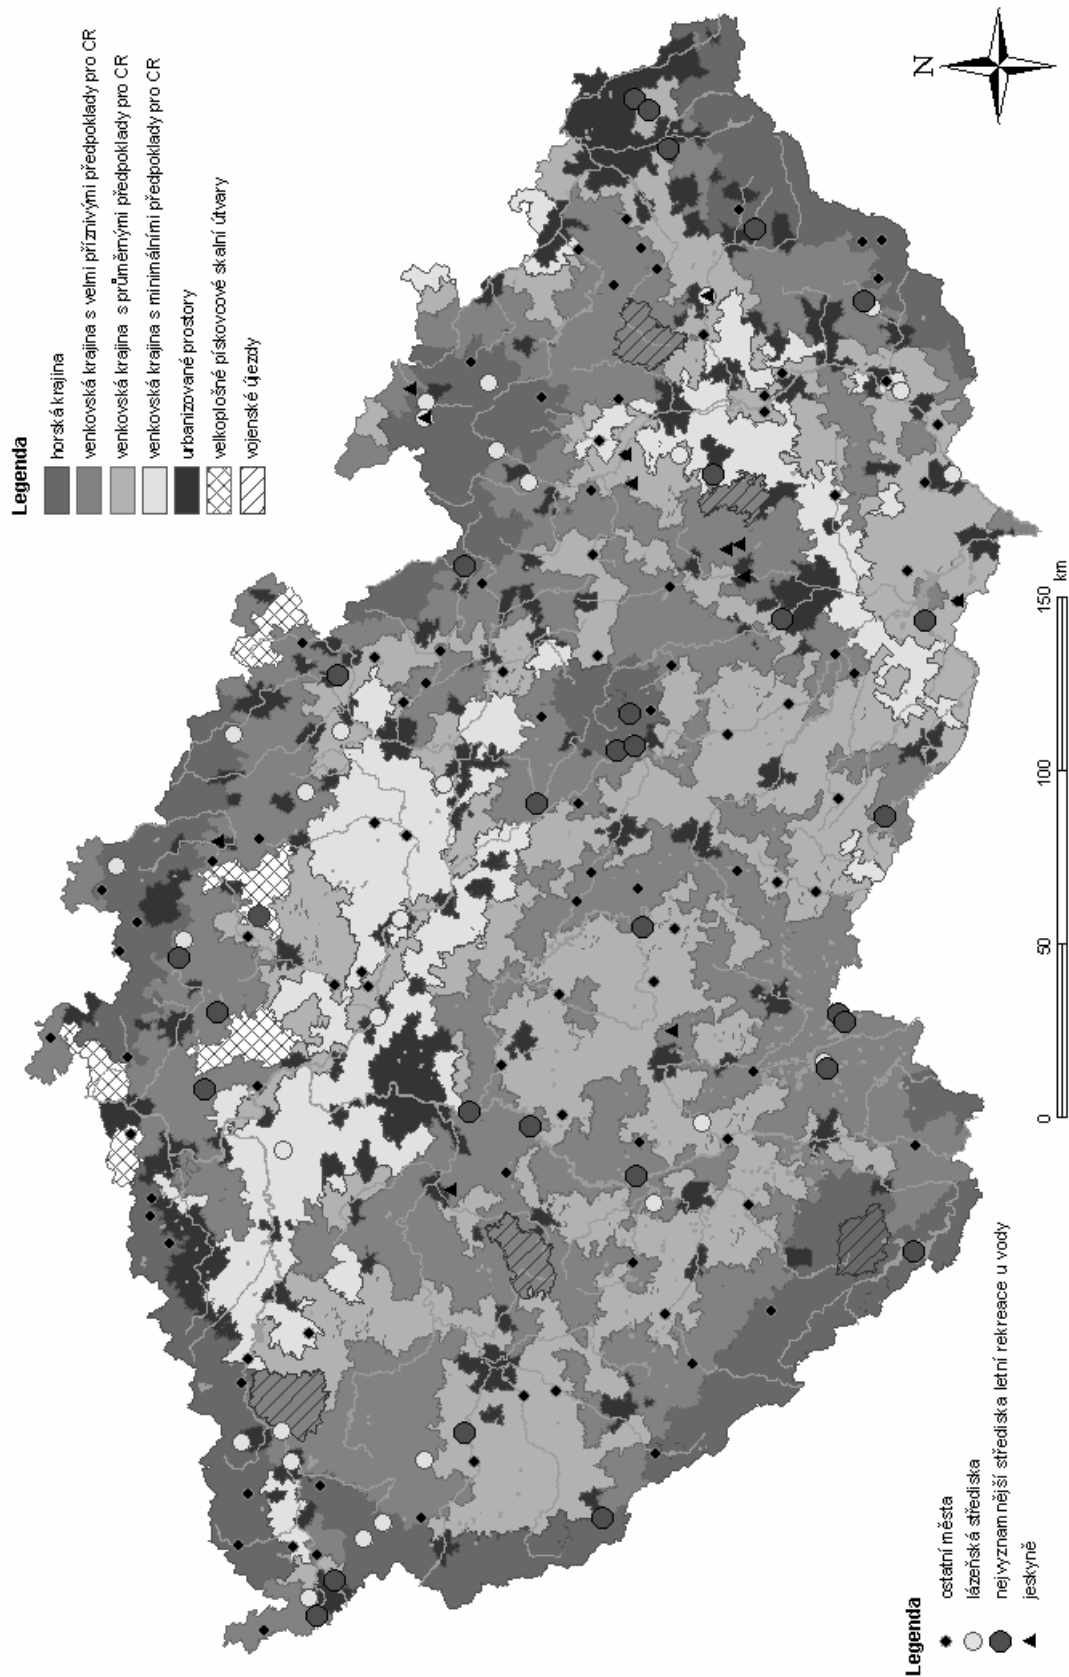 Legenda
horská krajina
venkovská krajina s velmi příznivými předpoklady pro CR
venkovská krajina s průměrnými předpoklady pro CR
venkovská krajina s minimálními předpoklady pro CR
urbanizované prostory
velkoplošné pískovcové skalní útvary
vojenské újezdy
N
Legenda
ostatní města
lázeňská střediska
nejvýznamnější střediska letní rekreace u vody
jeskyně
0 50 100 150
km